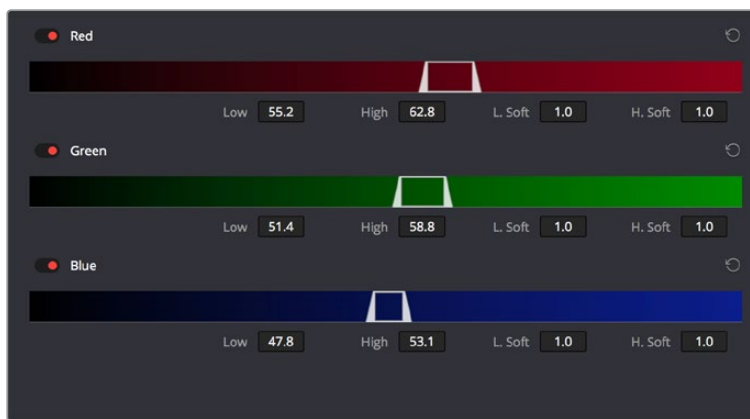 Red
Low 55.2 High 62.8 L. Soft 1.0 H. Soft 1.0
Green
Low 51.4 High 58.8 L. Soft 1.0 H. Soft 1.0
Blue
Low 47.8 High 53.1 L. Soft 1.0 H. Soft 1.0